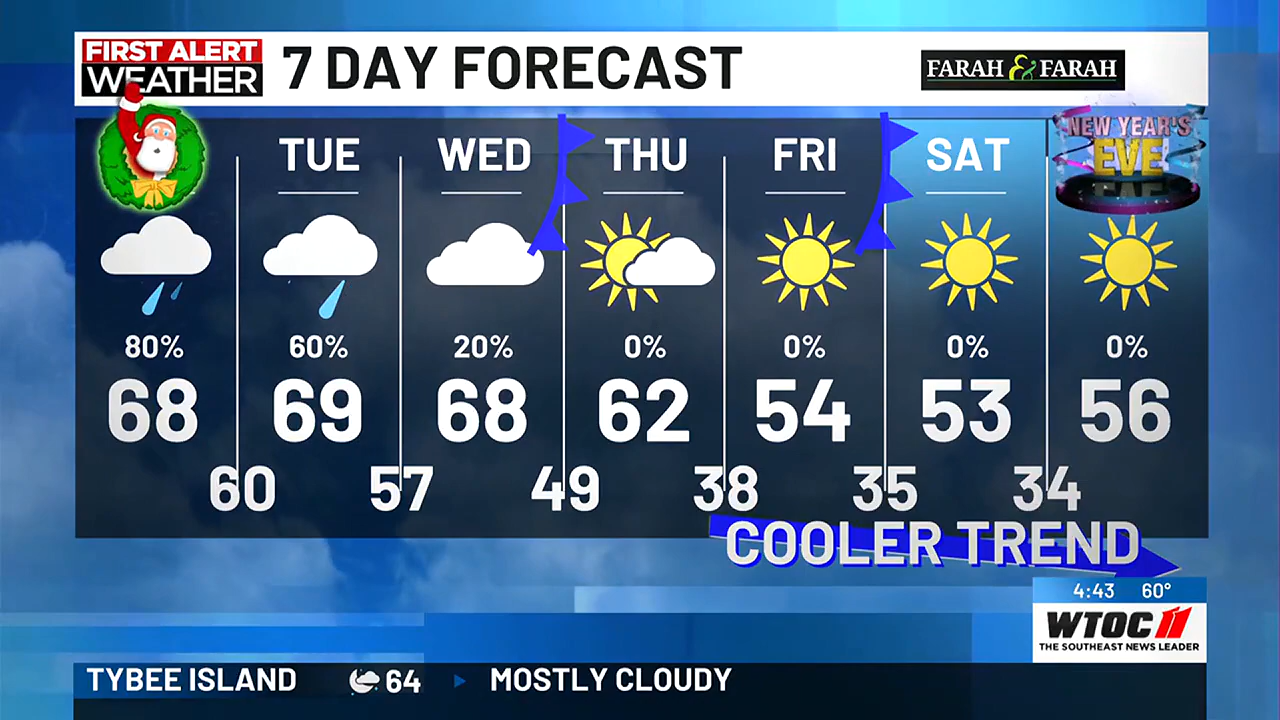 FIRST ALERT
WEATHER
7 DAY FORECAST
FARAH & FARAH
TUE
WED
THU
FRI
SAT
NEW YEAR'S
EVE
80%
60%
20%
0%
0%
0%
0%
68
69
68
62
54
53
56
60
57
49
38
35
34
COOLER TREND
4:43 60°
WTOC 11
THE SOUTHEAST NEWS LEADER
TYBEE ISLAND 64 MOSTLY CLOUDY